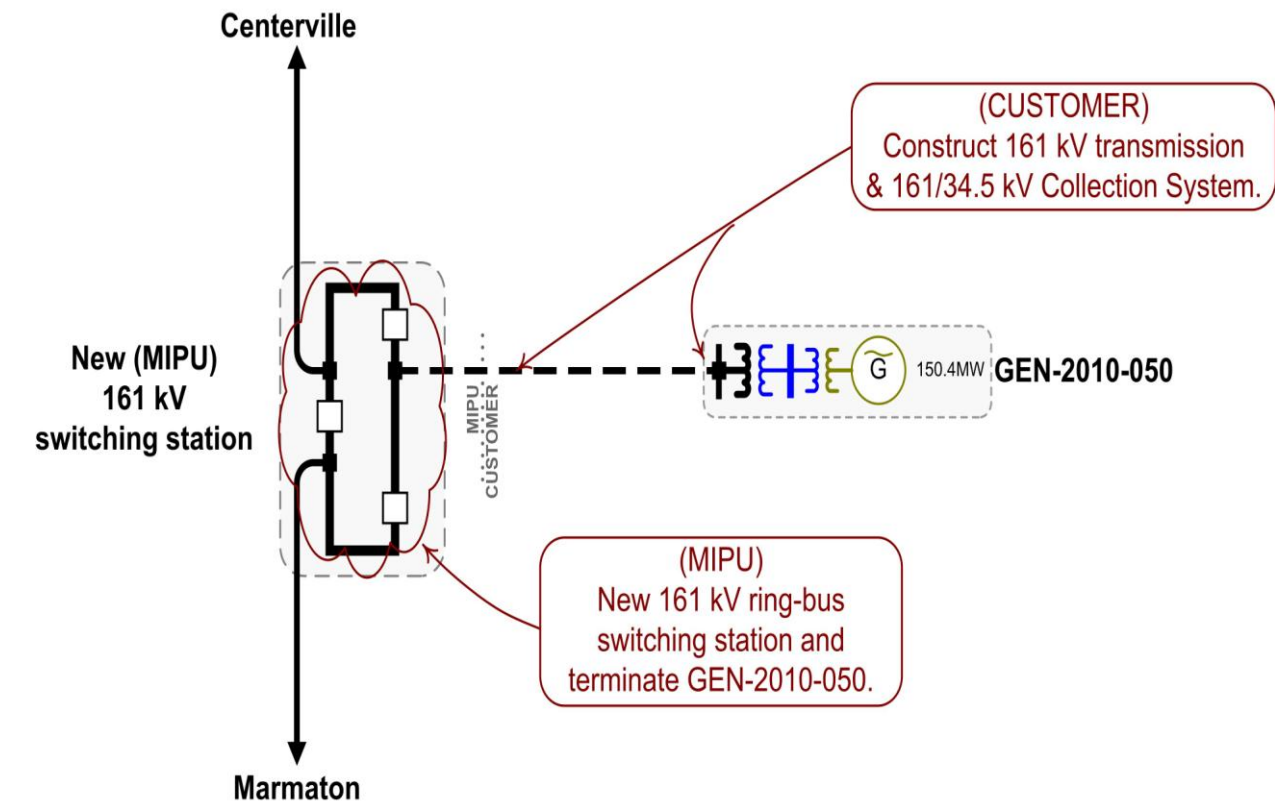 Centerville
(CUSTOMER)
Construct 161 kV transmission
& 161/34.5 kV Collection System.
New (MIPU)
161 kV
switching station
MIPU
CUSTOMER
G
150.4MW
GEN-2010-050
(MIPU)
New 161 kV ring-bus
switching station and
terminate GEN-2010-050.
Marmaton